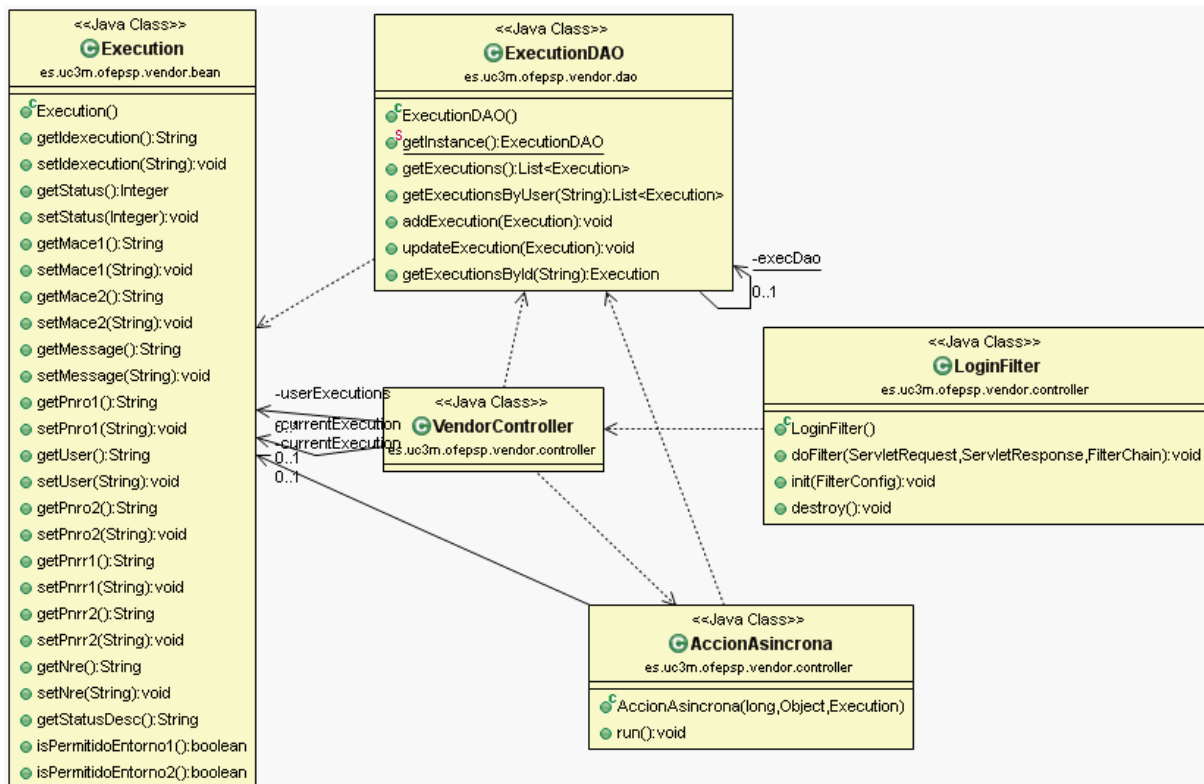 <<Java Class>>
Execution
es.uc3m.ofepsp.vendor.bean
Execution()
getIdexecution():String
setIdexecution(String):void
getStatus():Integer
setStatus(Integer):void
getMace1():String
setMace1(String):void
getMace2():String
setMace2(String):void
getMessage():String
setMessage(String):void
getPnro1():String
setPnro1(String):void
getUser():String
setUser(String):void
getPnro2():String
setPnro2(String):void
getPnrr1():String
setPnrr1(String):void
getPnrr2():String
setPnrr2(String):void
getNre():String
setNre(String):void
getStatusDesc():String
isPermitidoEntorno1():boolean
isPermitidoEntorno2():boolean
<<Java Class>>
ExecutionDAO
es.uc3m.ofepsp.vendor.dao
ExecutionDAO()
getInstance():ExecutionDAO
getExecutions():List<Execution>
getExecutionsByUser(String):List<Execution>
addExecution(Execution):void
updateExecution(Execution):void
getExecutionsById(String):Execution
-execDao
0..1
-userExecutions
-currentExecution
-currentExecution
0..1
0..1
<<Java Class>>
VendorController
es.uc3m.ofepsp.vendor.controller
<<Java Class>>
LoginFilter
es.uc3m.ofepsp.vendor.controller
LoginFilter()
doFilter(ServletRequest,ServletResponse,FilterChain):void
init(FilterConfig):void
destroy():void
<<Java Class>>
AccionAsincrona
es.uc3m.ofepsp.vendor.controller
AccionAsincrona(long,Object,Execution)
run():void